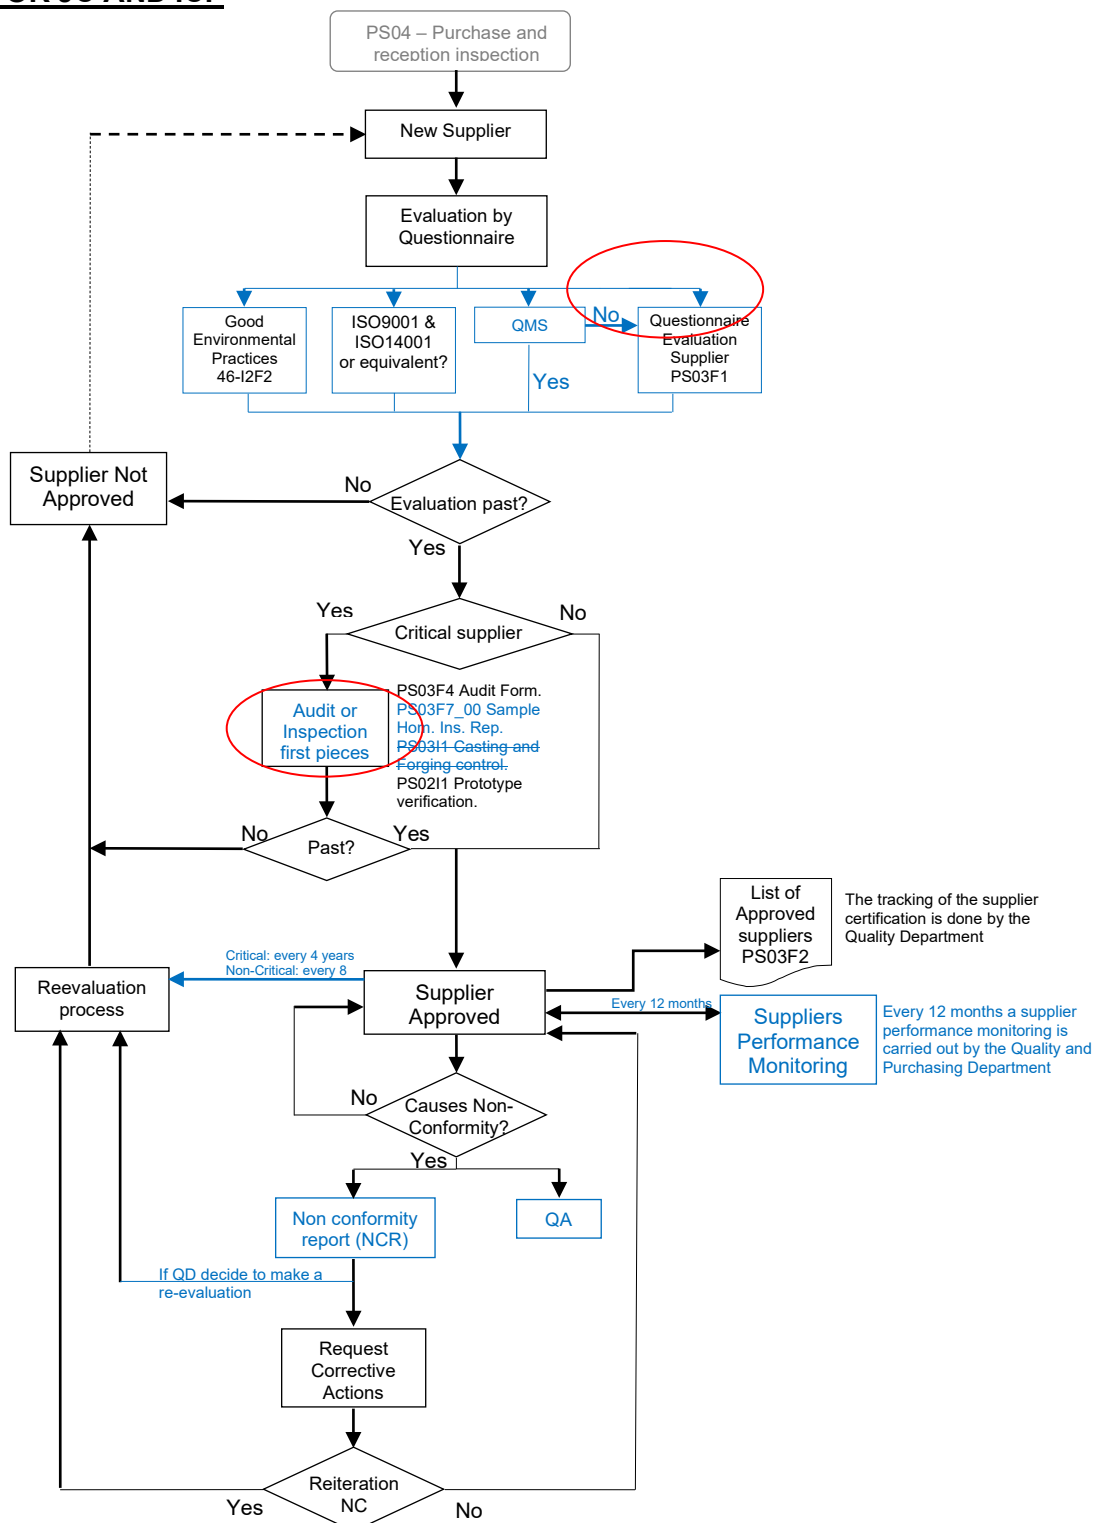 PS04 – Purchase and
reception inspection
New Supplier
Evaluation by
Questionnaire
Good
Environmental
Practices
46-I2F2
ISO9001 &
ISO14001
or equivalent?
QMS
No
Questionnaire
Evaluation
Supplier
PS03F1
Yes
Supplier Not
Approved
No
Evaluation past?
Yes
Yes
No
Critical supplier
Audit or
Inspection
first pieces
PS03F4 Audit Form.
PS03F7_00 Sample
Hom. Ins. Rep.
PS03I1 Casting and
Forging control.
PS02I1 Prototype
verification.
No
Yes
Past?
List of
Approved
suppliers
PS03F2
The tracking of the supplier
certification is done by the
Quality Department
Critical: every 4 years
Non-Critical: every 8
Reevaluation
process
Supplier
Approved
Every 12 months
Suppliers
Performance
Monitoring
Every 12 months a supplier
performance monitoring is
carried out by the Quality and
Purchasing Department
No
Causes Non-
Conformity?
Yes
Non conformity
report (NCR)
QA
If QD decide to make a
re-evaluation
Request
Corrective
Actions
Reiteration
NC
Yes
No